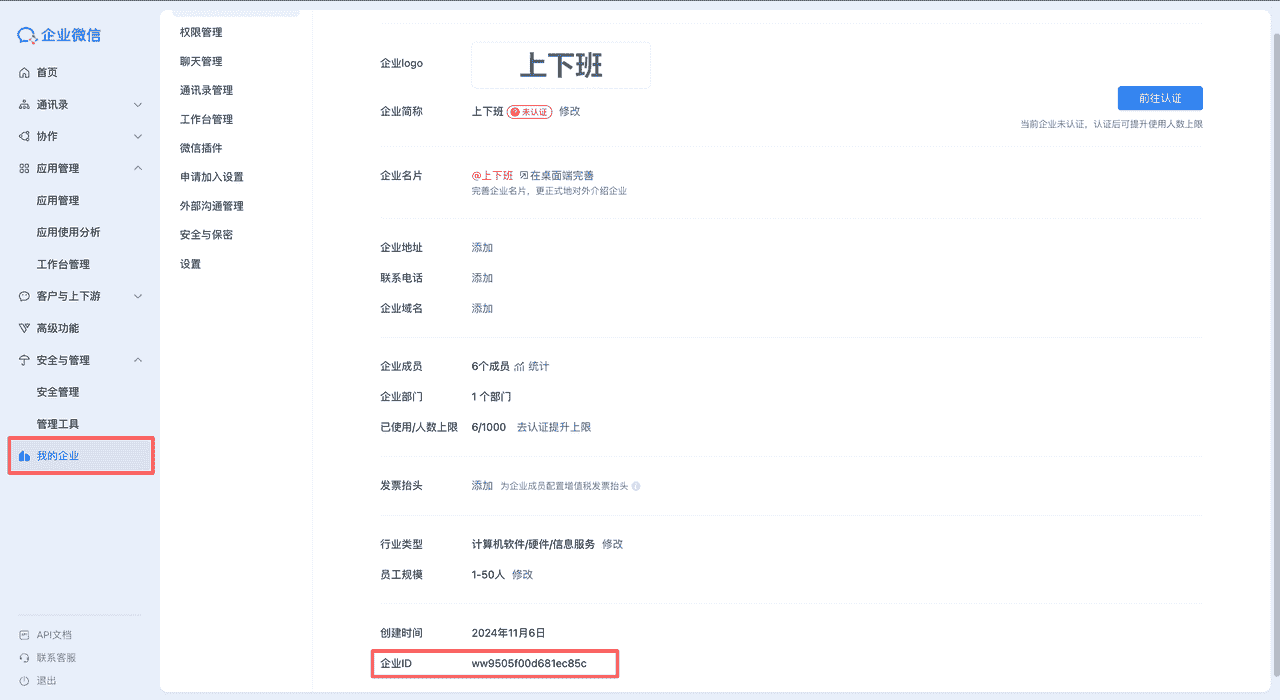 企业微信
首页
通讯录
协作
应用管理
应用管理
应用使用分析
工作台管理
客户与上下游
高级功能
安全与管理
安全管理
管理工具
我的企业
API文档
联系客服
退出
权限管理
聊天管理
通讯录管理
工作台管理
微信插件
申请加入设置
外部沟通管理
安全与保密
设置
企业logo 上下班
企业简称 上下班 未认证 修改
前往认证
当前企业未认证，认证后可提升使用人数上限
企业名片 @上下班 在桌面端完善
完善企业名片，更正式地对外介绍企业
企业地址 添加
联系电话 添加
企业域名 添加
企业成员 6个成员 统计
企业部门 1 个部门
已使用/人数上限 6/1000 去认证提升上限
发票抬头 添加 为企业成员配置增值税发票抬头
行业类型 计算机软件/硬件/信息服务 修改
员工规模 1-50人 修改
创建时间 2024年11月6日
企业ID ww9505f00d681ec85c